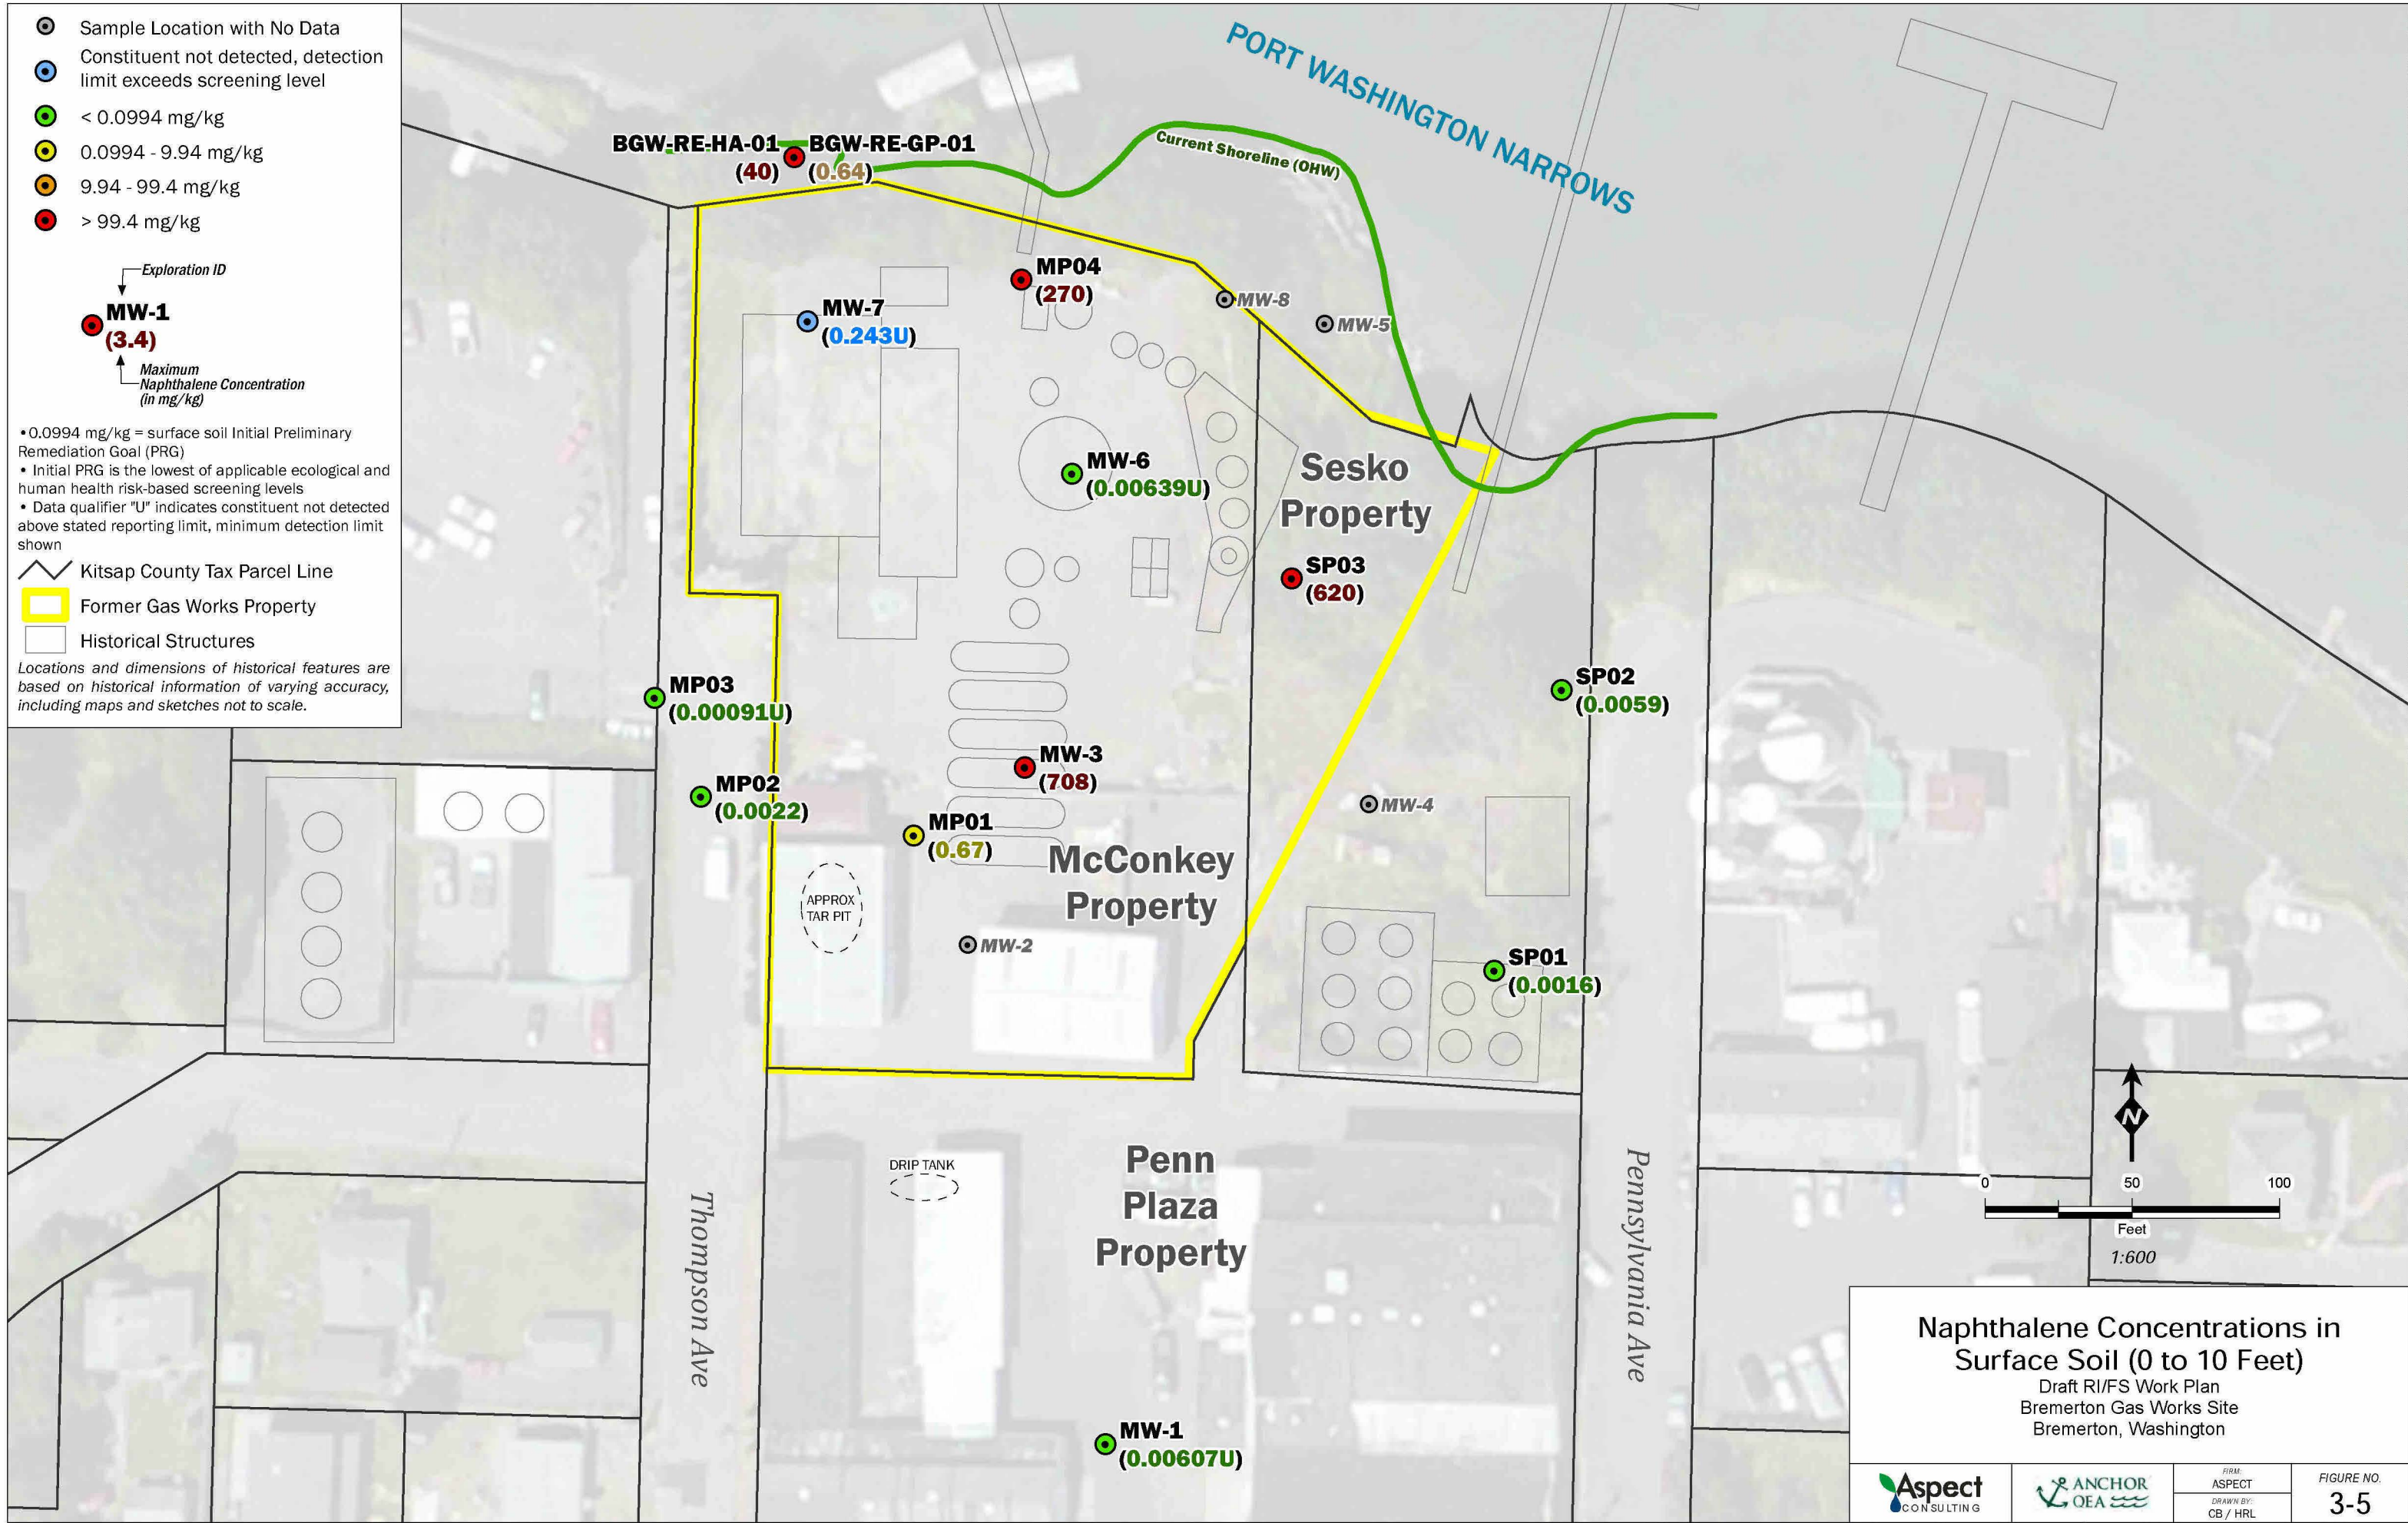 Sample Location with No Data
Constituent not detected, detection
limit exceeds screening level
< 0.0994 mg/kg
0.0994 - 9.94 mg/kg
9.94 - 99.4 mg/kg
> 99.4 mg/kg
Exploration ID
MW-1
(3.4)
Maximum
Naphthalene Concentration
(in mg/kg)
•0.0994 mg/kg = surface soil Initial Preliminary
Remediation Goal (PRG)
• Initial PRG is the lowest of applicable ecological and
human health risk-based screening levels
• Data qualifier "U" indicates constituent not detected
above stated reporting limit, minimum detection limit
shown
Kitsap County Tax Parcel Line
Former Gas Works Property
Historical Structures
Locations and dimensions of historical features are
based on historical information of varying accuracy,
including maps and sketches not to scale.
PORT WASHINGTON NARROWS
Current Shoreline (OHW)
BGW-RE-HA-01
(40)
BGW-RE-GP-01
(0.64)
MP04
(270)
MW-8
MW-5
MW-7
(0.243U)
MW-6
(0.00639U)
Sesko
Property
SP03
(620)
MP03
(0.00091U)
SP02
(0.0059)
MW-3
(708)
MP02
(0.0022)
MW-4
MP01
(0.67)
McConkey
Property
APPROX
TAR PIT
MW-2
SP01
(0.0016)
DRIP TANK
Penn
Plaza
Property
Thompson Ave
Pennsylvania Ave
MW-1
(0.00607U)
N
0 50 100
Feet
1:600
Naphthalene Concentrations in
Surface Soil (0 to 10 Feet)
Draft RI/FS Work Plan
Bremerton Gas Works Site
Bremerton, Washington
Aspect
CONSULTING
ANCHOR
QEA
FIRM:
ASPECT
DRAWN BY:
CB / HRL
FIGURE NO.
3-5